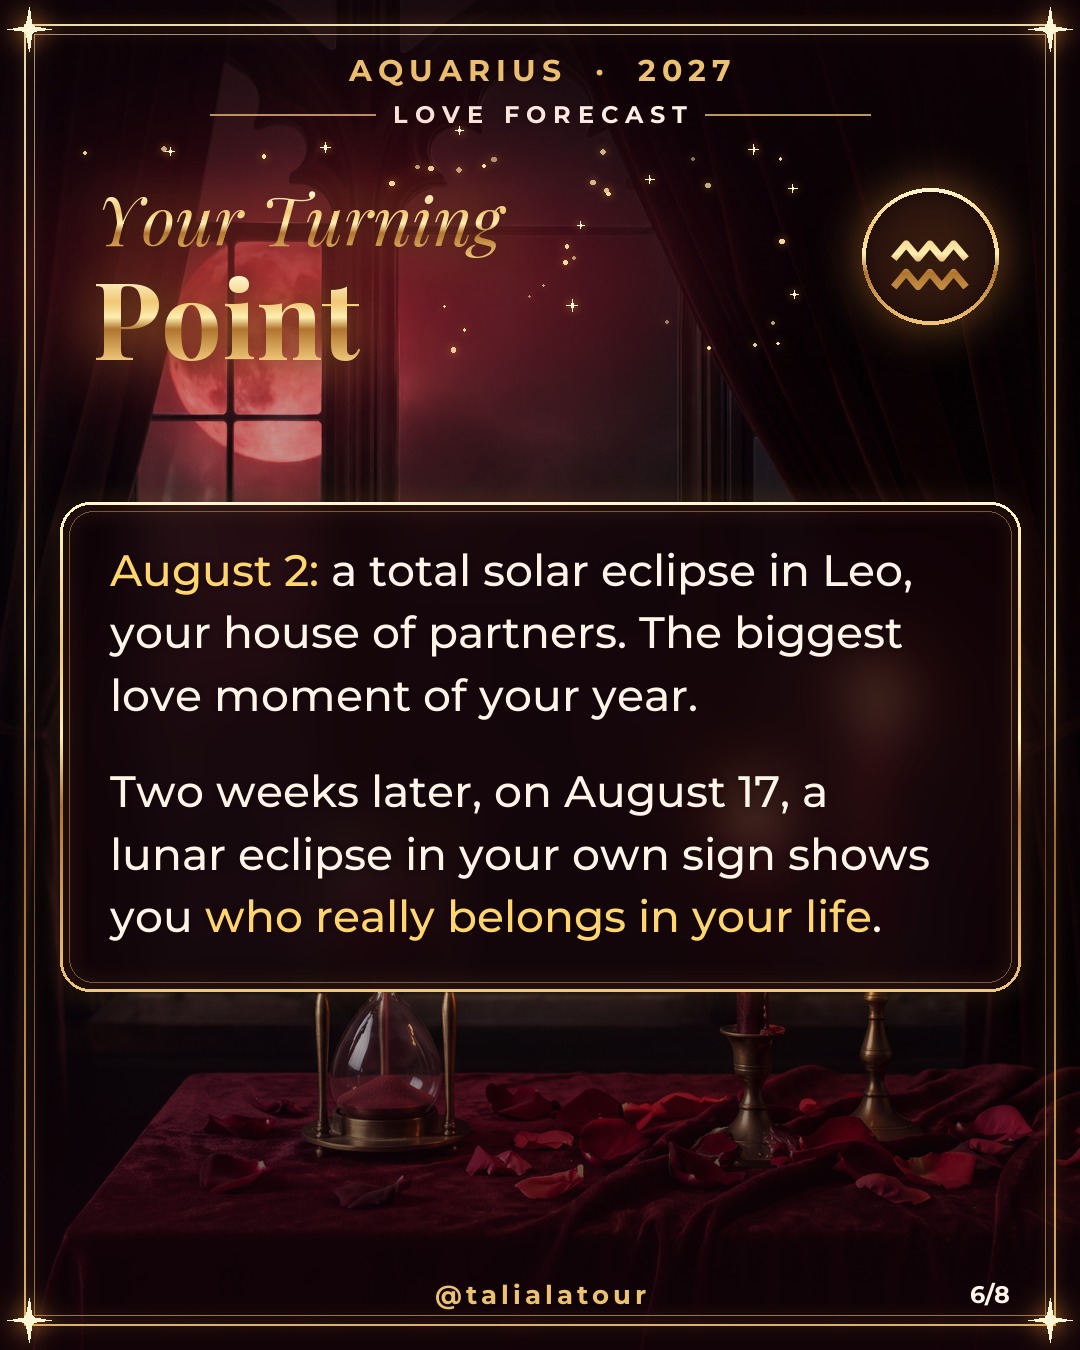 AQUARIUS · 2027
LOVE FORECAST
Your Turning
Point
August 2: a total solar eclipse in Leo,
your house of partners. The biggest
love moment of your year.
Two weeks later, on August 17, a
lunar eclipse in your own sign shows
you who really belongs in your life.
@talialatour
6/8